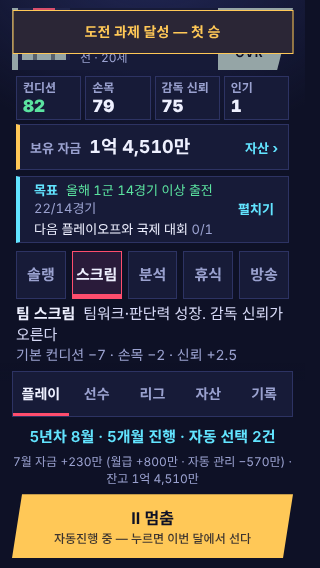 도전 과제 달성 — 첫 승
전 · 20세
OVR
컨디션
82
손목
79
감독 신뢰
75
인기
1
보유 자금 1억 4,510만
자산 ›
목표 올해 1군 14경기 이상 출전
22/14경기
다음 플레이오프와 국제 대회 0/1
펼치기
솔랭
스크림
분석
휴식
방송
팀 스크림 팀워크·판단력 성장. 감독 신뢰가
오른다
기본 컨디션 −7 · 손목 −2 · 신뢰 +2.5
플레이
선수
리그
자산
기록
5년차 8월 · 5개월 진행 · 자동 선택 2건
7월 자금 +230만 (월급 +800만 · 자동 관리 −570만) ·
잔고 1억 4,510만
II 멈춤
자동진행 중 — 누르면 이번 달에서 선다